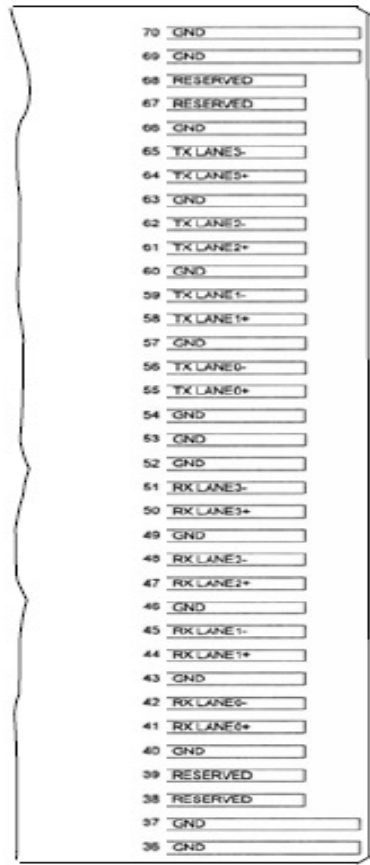 70 GND
69 GND
68 RESERVED
67 RESERVED
66 GND
65 TX LANE3-
64 TX LANE3+
63 GND
62 TX LANE2-
61 TX LANE2+
60 GND
59 TX LANE1-
58 TX LANE1+
57 GND
56 TX LANE0-
55 TX LANE0+
54 GND
53 GND
52 GND
51 RX LANE3-
50 RX LANE3+
49 GND
48 RX LANE2-
47 RX LANE2+
46 GND
45 RX LANE1-
44 RX LANE1+
43 GND
42 RX LANE0-
41 RX LANE0+
40 GND
39 RESERVED
38 RESERVED
37 GND
36 GND